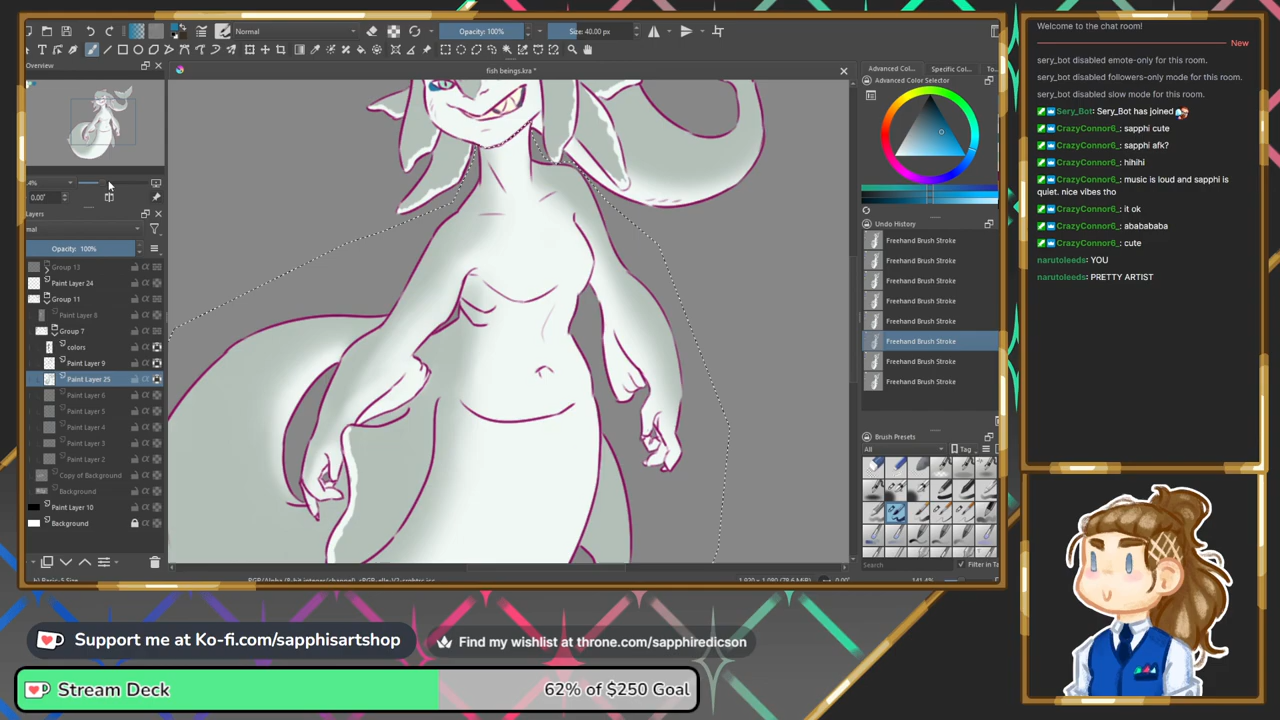 Normal
Opacity: 100%
Size: 40.00 px
Overview
fish beings.kra *
Advanced Col...
Specific Col...
To...
Advanced Color Selector
0.00°
Layers
Opacity: 100%
Group 13
Paint Layer 24
Group 11
Paint Layer 8
Group 7
colors
Paint Layer 9
Paint Layer 25
Paint Layer 6
Paint Layer 5
Paint Layer 4
Paint Layer 3
Paint Layer 2
Copy of Background
Background
Paint Layer 10
Background
Undo History
Freehand Brush Stroke
Freehand Brush Stroke
Freehand Brush Stroke
Freehand Brush Stroke
Freehand Brush Stroke
Freehand Brush Stroke
Freehand Brush Stroke
Freehand Brush Stroke
Brush Presets
All
Tag
Search
Filter in Ta
Welcome to the chat room!
New
sery_bot disabled emote-only for this room.
sery_bot disabled followers-only mode for this room.
sery_bot disabled slow mode for this room.
Sery_Bot: Sery_Bot has joined
CrazyConnor6_: sapphi cute
CrazyConnor6_: sapphi afk?
CrazyConnor6_: hihihi
CrazyConnor6_: music is loud and sapphi is
quiet. nice vibes tho
CrazyConnor6_: it ok
CrazyConnor6_: ababababa
CrazyConnor6_: cute
narutoleeds: YOU
narutoleeds: PRETTY ARTIST
Support me at Ko-fi.com/sapphisartshop
Find my wishlist at throne.com/sapphiredicson
Stream Deck
62% of $250 Goal